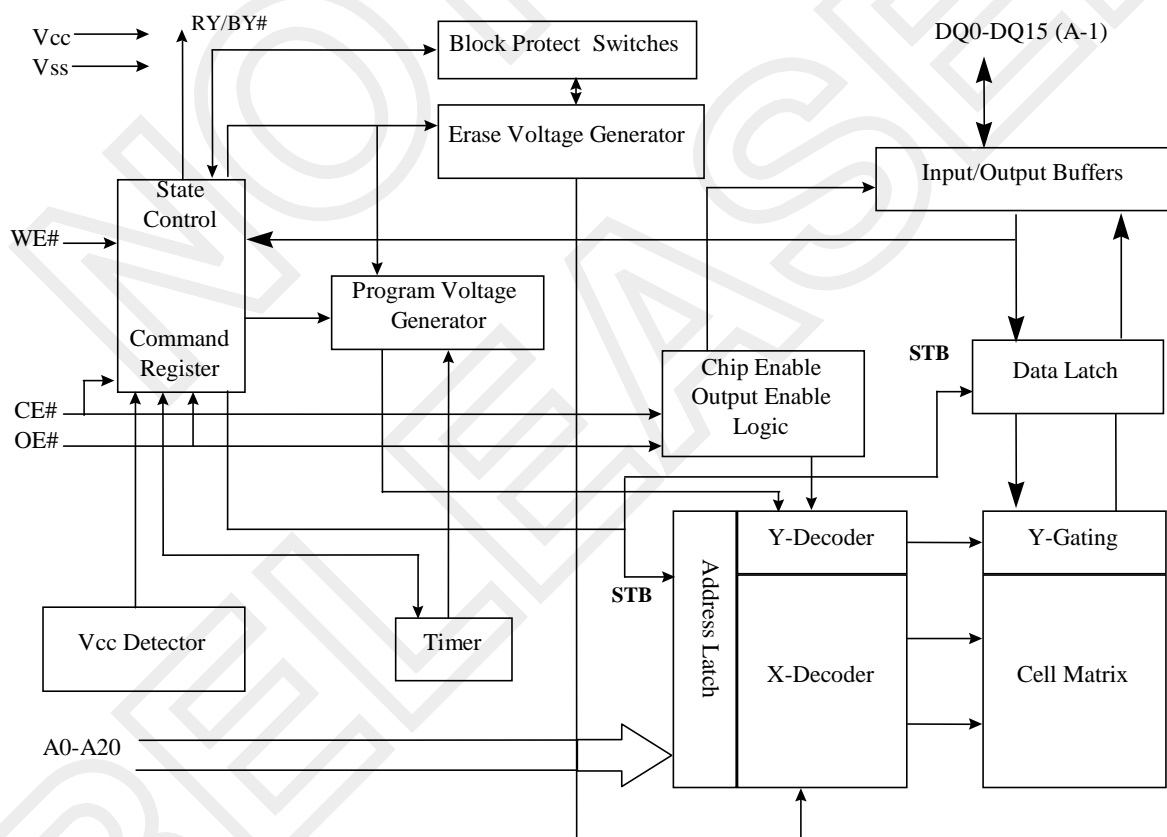 RY/BY#
Vcc
Vss
Block Protect Switches
DQ0-DQ15 (A-1)
Erase Voltage Generator
Input/Output Buffers
State
Control
WE#
Program Voltage
Generator
Command
Register
STB
Chip Enable
Output Enable
Logic
Data Latch
CE#
OE#
Address Latch
Y-Decoder
Y-Gating
STB
Vcc Detector
Timer
X-Decoder
Cell Matrix
A0-A20